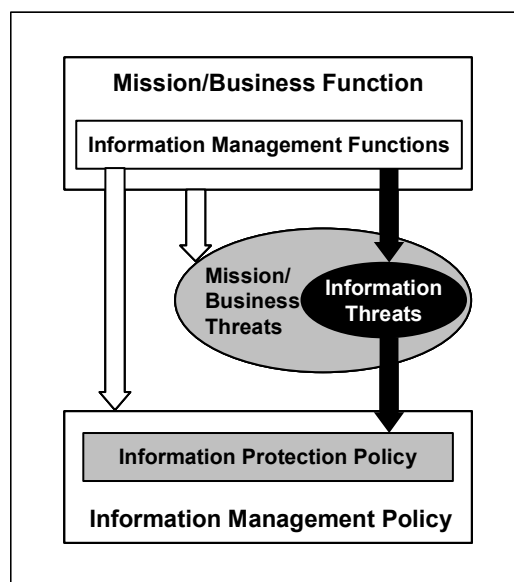 Mission/Business Function
Information Management Functions
Mission/
Business
Threats
Information
Threats
Information Protection Policy
Information Management Policy